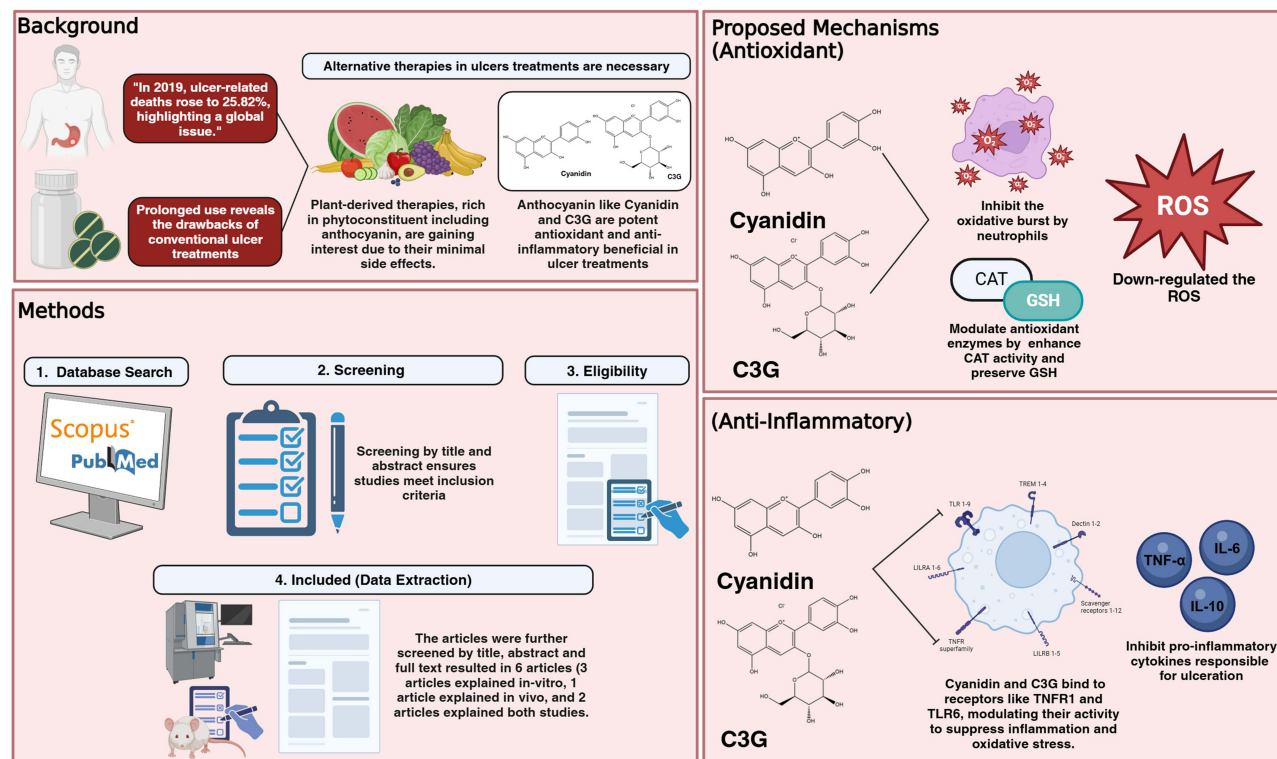 Background
"In 2019, ulcer-related
deaths rose to 25.82%,
highlighting a global
issue."
Prolonged use reveals
the drawbacks of
conventional ulcer
treatments
Alternative therapies in ulcers treatments are necessary
Plant-derived therapies, rich
in phytoconstituent including
anthocyanin, are gaining
interest due to their minimal
side effects.
Cyanidin
C3G
Anthocyanin like Cyanidin
and C3G are potent
antioxidant and anti-
inflammatory beneficial in
ulcer treatments
Methods
1. Database Search
Scopus
PubMed
2. Screening
Screening by title and
abstract ensures
studies meet inclusion
criteria
3. Eligibility
4. Included (Data Extraction)
The articles were further
screened by title, abstract and
full text resulted in 6 articles (3
articles explained in-vitro, 1
article explained in vivo, and 2
articles explained both studies.
Proposed Mechanisms
(Antioxidant)
Cyanidin
C3G
Inhibit the
oxidative burst by
neutrophils
CAT
GSH
Modulate antioxidant
enzymes by enhance
CAT activity and
preserve GSH
ROS
Down-regulated the
ROS
(Anti-Inflammatory)
Cyanidin
C3G
TREM 1-4
TLR 1-9
Dectin 1-2
LILRA 1-6
Scavenger
receptors 1-12
TNFR
superfamily
LILRB 1-5
Cyanidin and C3G bind to
receptors like TNFR1 and
TLR6, modulating their activity
to suppress inflammation and
oxidative stress.
TNF-α
IL-6
IL-10
Inhibit pro-inflammatory
cytokines responsible
for ulceration